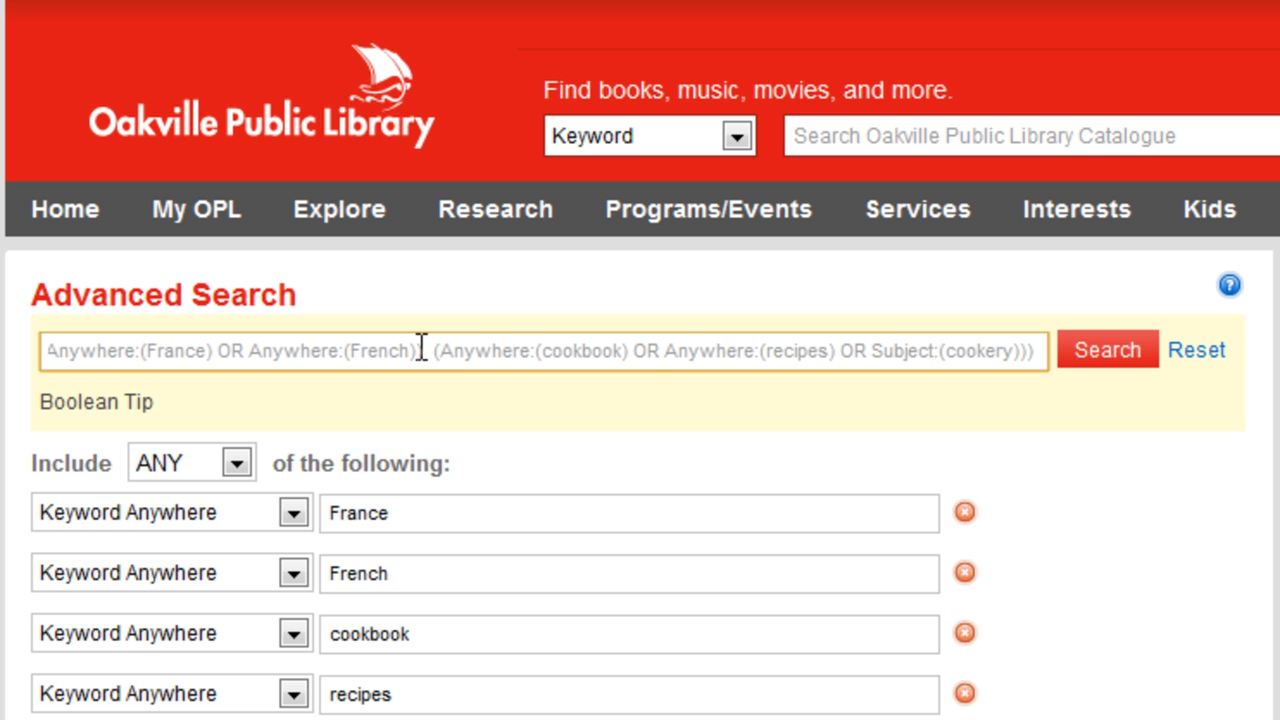 Oakville Public Library
Find books, music, movies, and more.
Keyword
Search Oakville Public Library Catalogue
Home My OPL Explore Research Programs/Events Services Interests Kids
Advanced Search
?
Anywhere:(France) OR Anywhere:(French)) (Anywhere:(cookbook) OR Anywhere:(recipes) OR Subject:(cookery)))
Search Reset
Boolean Tip
Include ANY of the following:
Keyword Anywhere France
Keyword Anywhere French
Keyword Anywhere cookbook
Keyword Anywhere recipes